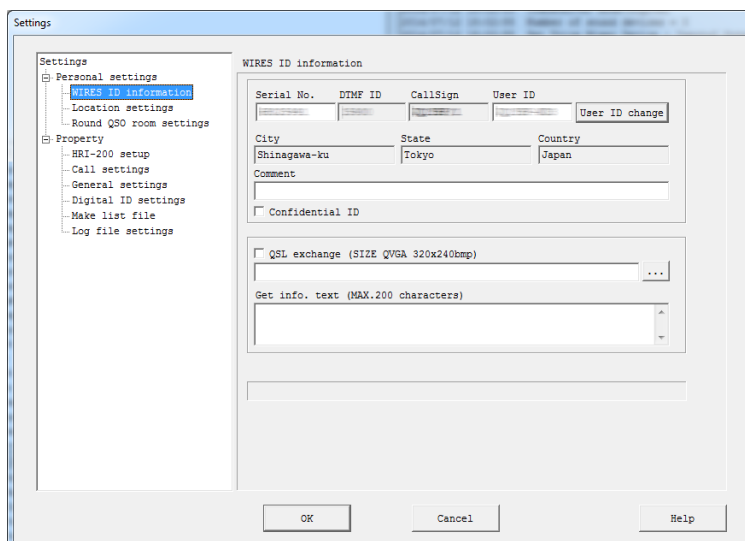 Settings
Settings
Personal settings
WIRES ID information
Location settings
Round QSO room settings
Property
HRI-200 setup
Call settings
General settings
Digital ID settings
Make list file
Log file settings
WIRES ID information
Serial No. DTMF ID CallSign User ID
User ID change
City State Country
Shinagawa-ku Tokyo Japan
Comment
Confidential ID
QSL exchange (SIZE QVGA 320x240bmp)
...
Get info. text (MAX.200 characters)
OK Cancel Help